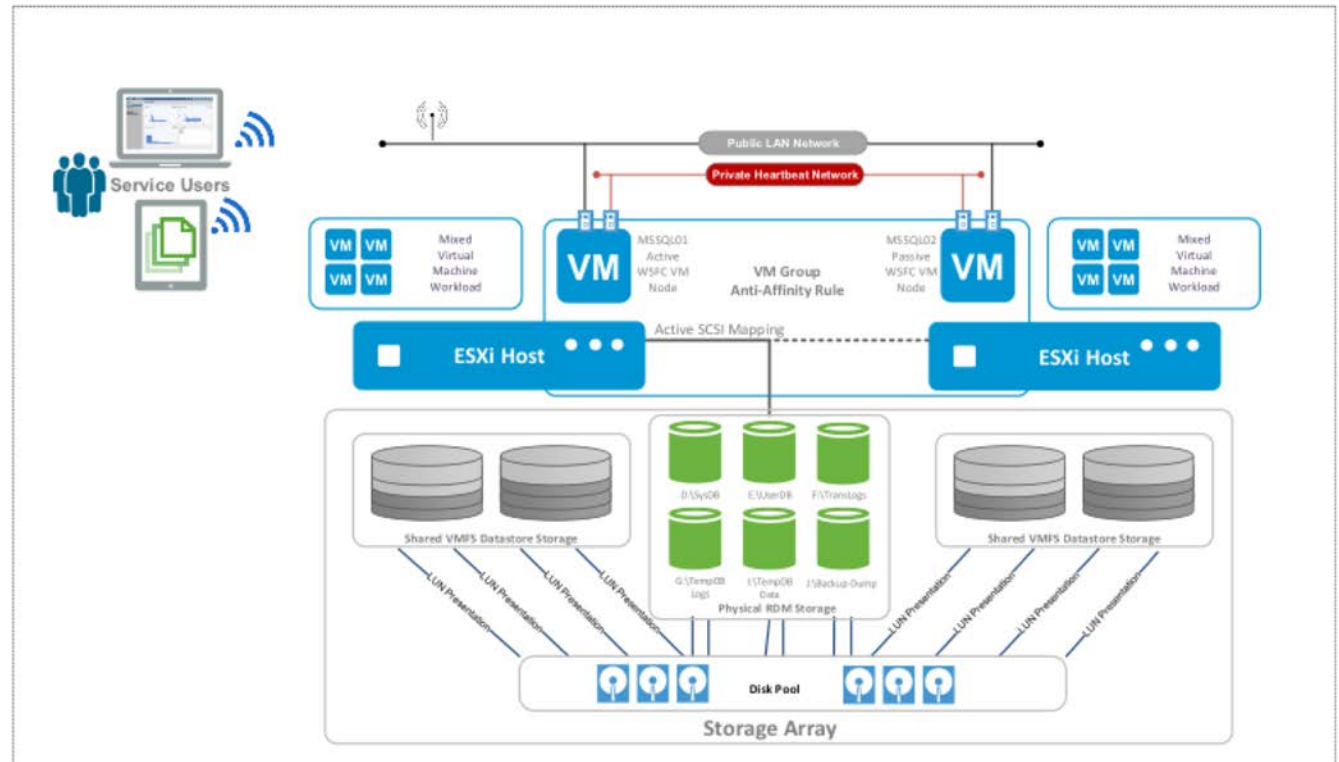 Service Users
Public LAN Network
Private Heartbeat Network
VM VM
VM VM
Mixed
Virtual
Machine
Workload
VM
MSSQL01
Active
WSFC VM
Node
VM Group
Anti-Affinity Rule
MSSQL02
Passive
WSFC VM
Node
VM
VM VM
VM VM
Mixed
Virtual
Machine
Workload
Active SCSI Mapping
ESXi Host
ESXi Host
D:\SysDB
E:\UserDB
F:\TransLogs
G:\TempDB
Logs
I:\TempDB
Data
J:\Backup-Dump
Physical RDM Storage
Shared VMFS Datastore Storage
Shared VMFS Datastore Storage
LUN Presentation
LUN Presentation
LUN Presentation
LUN Presentation
LUN Presentation
LUN Presentation
LUN Presentation
LUN Presentation
Disk Pool
Storage Array